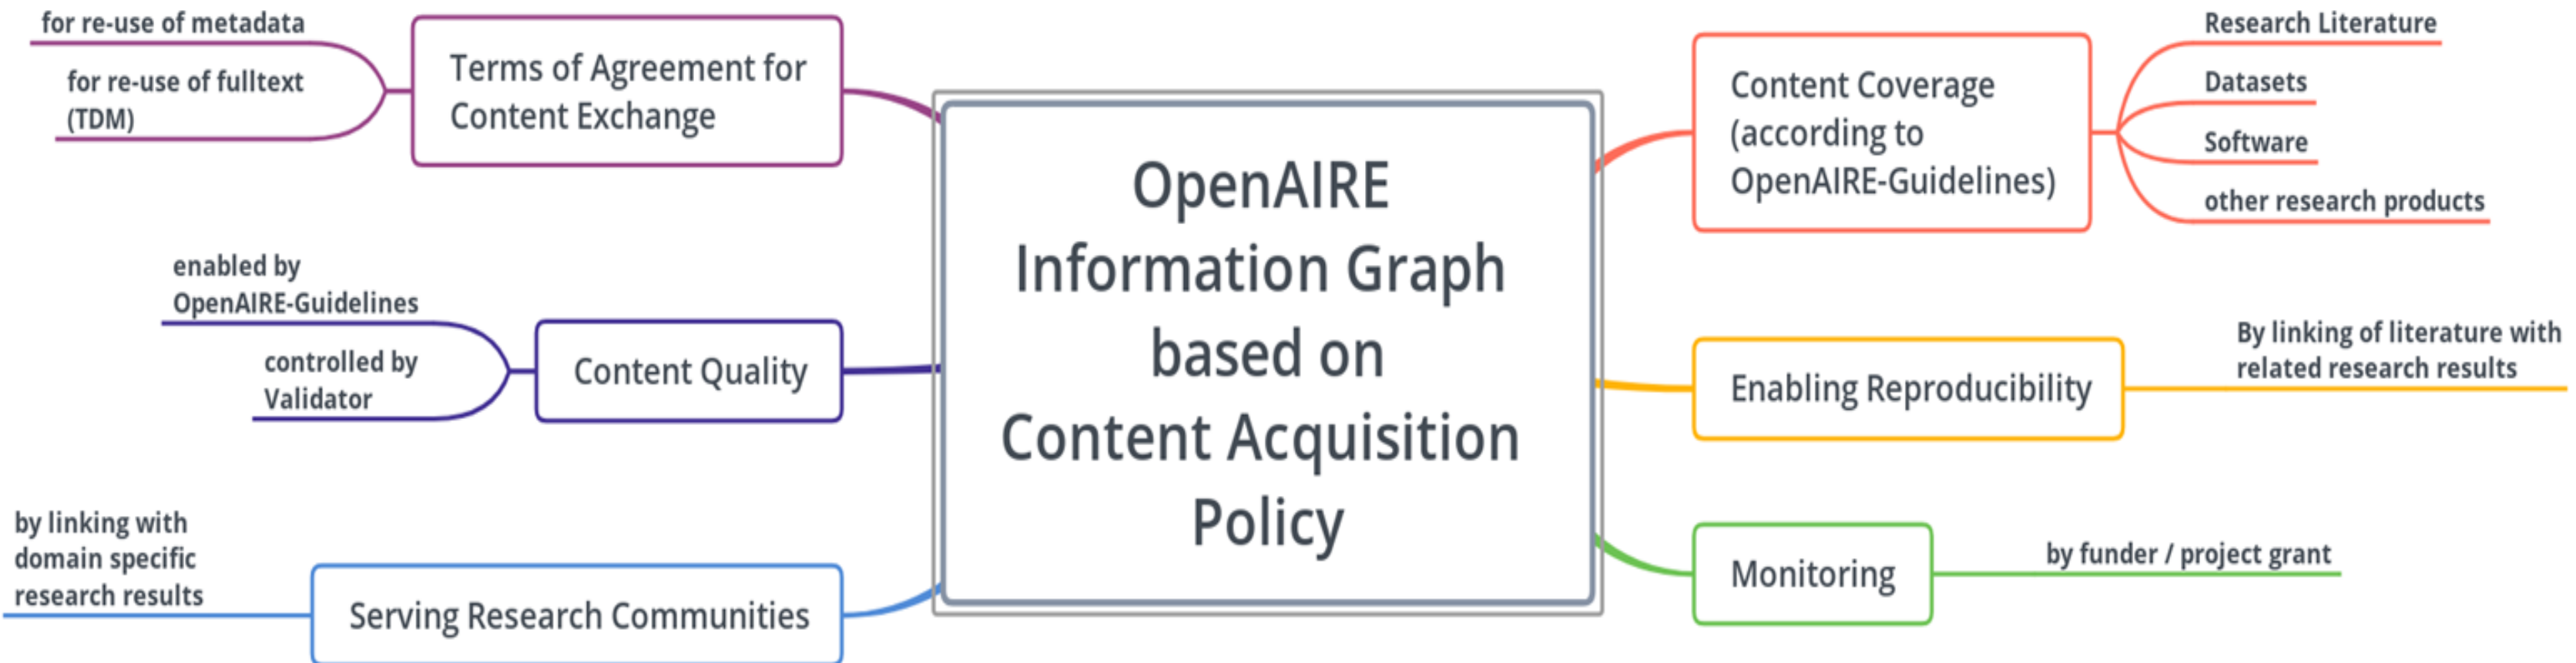 for re-use of metadata
for re-use of fulltext
(TDM)
Terms of Agreement for
Content Exchange
enabled by
OpenAIRE-Guidelines
controlled by
Validator
Content Quality
by linking with
domain specific
research results
Serving Research Communities
OpenAIRE
Information Graph
based on
Content Acquisition
Policy
Content Coverage
(according to
OpenAIRE-Guidelines)
Research Literature
Datasets
Software
other research products
Enabling Reproducibility
By linking of literature with
related research results
Monitoring
by funder / project grant